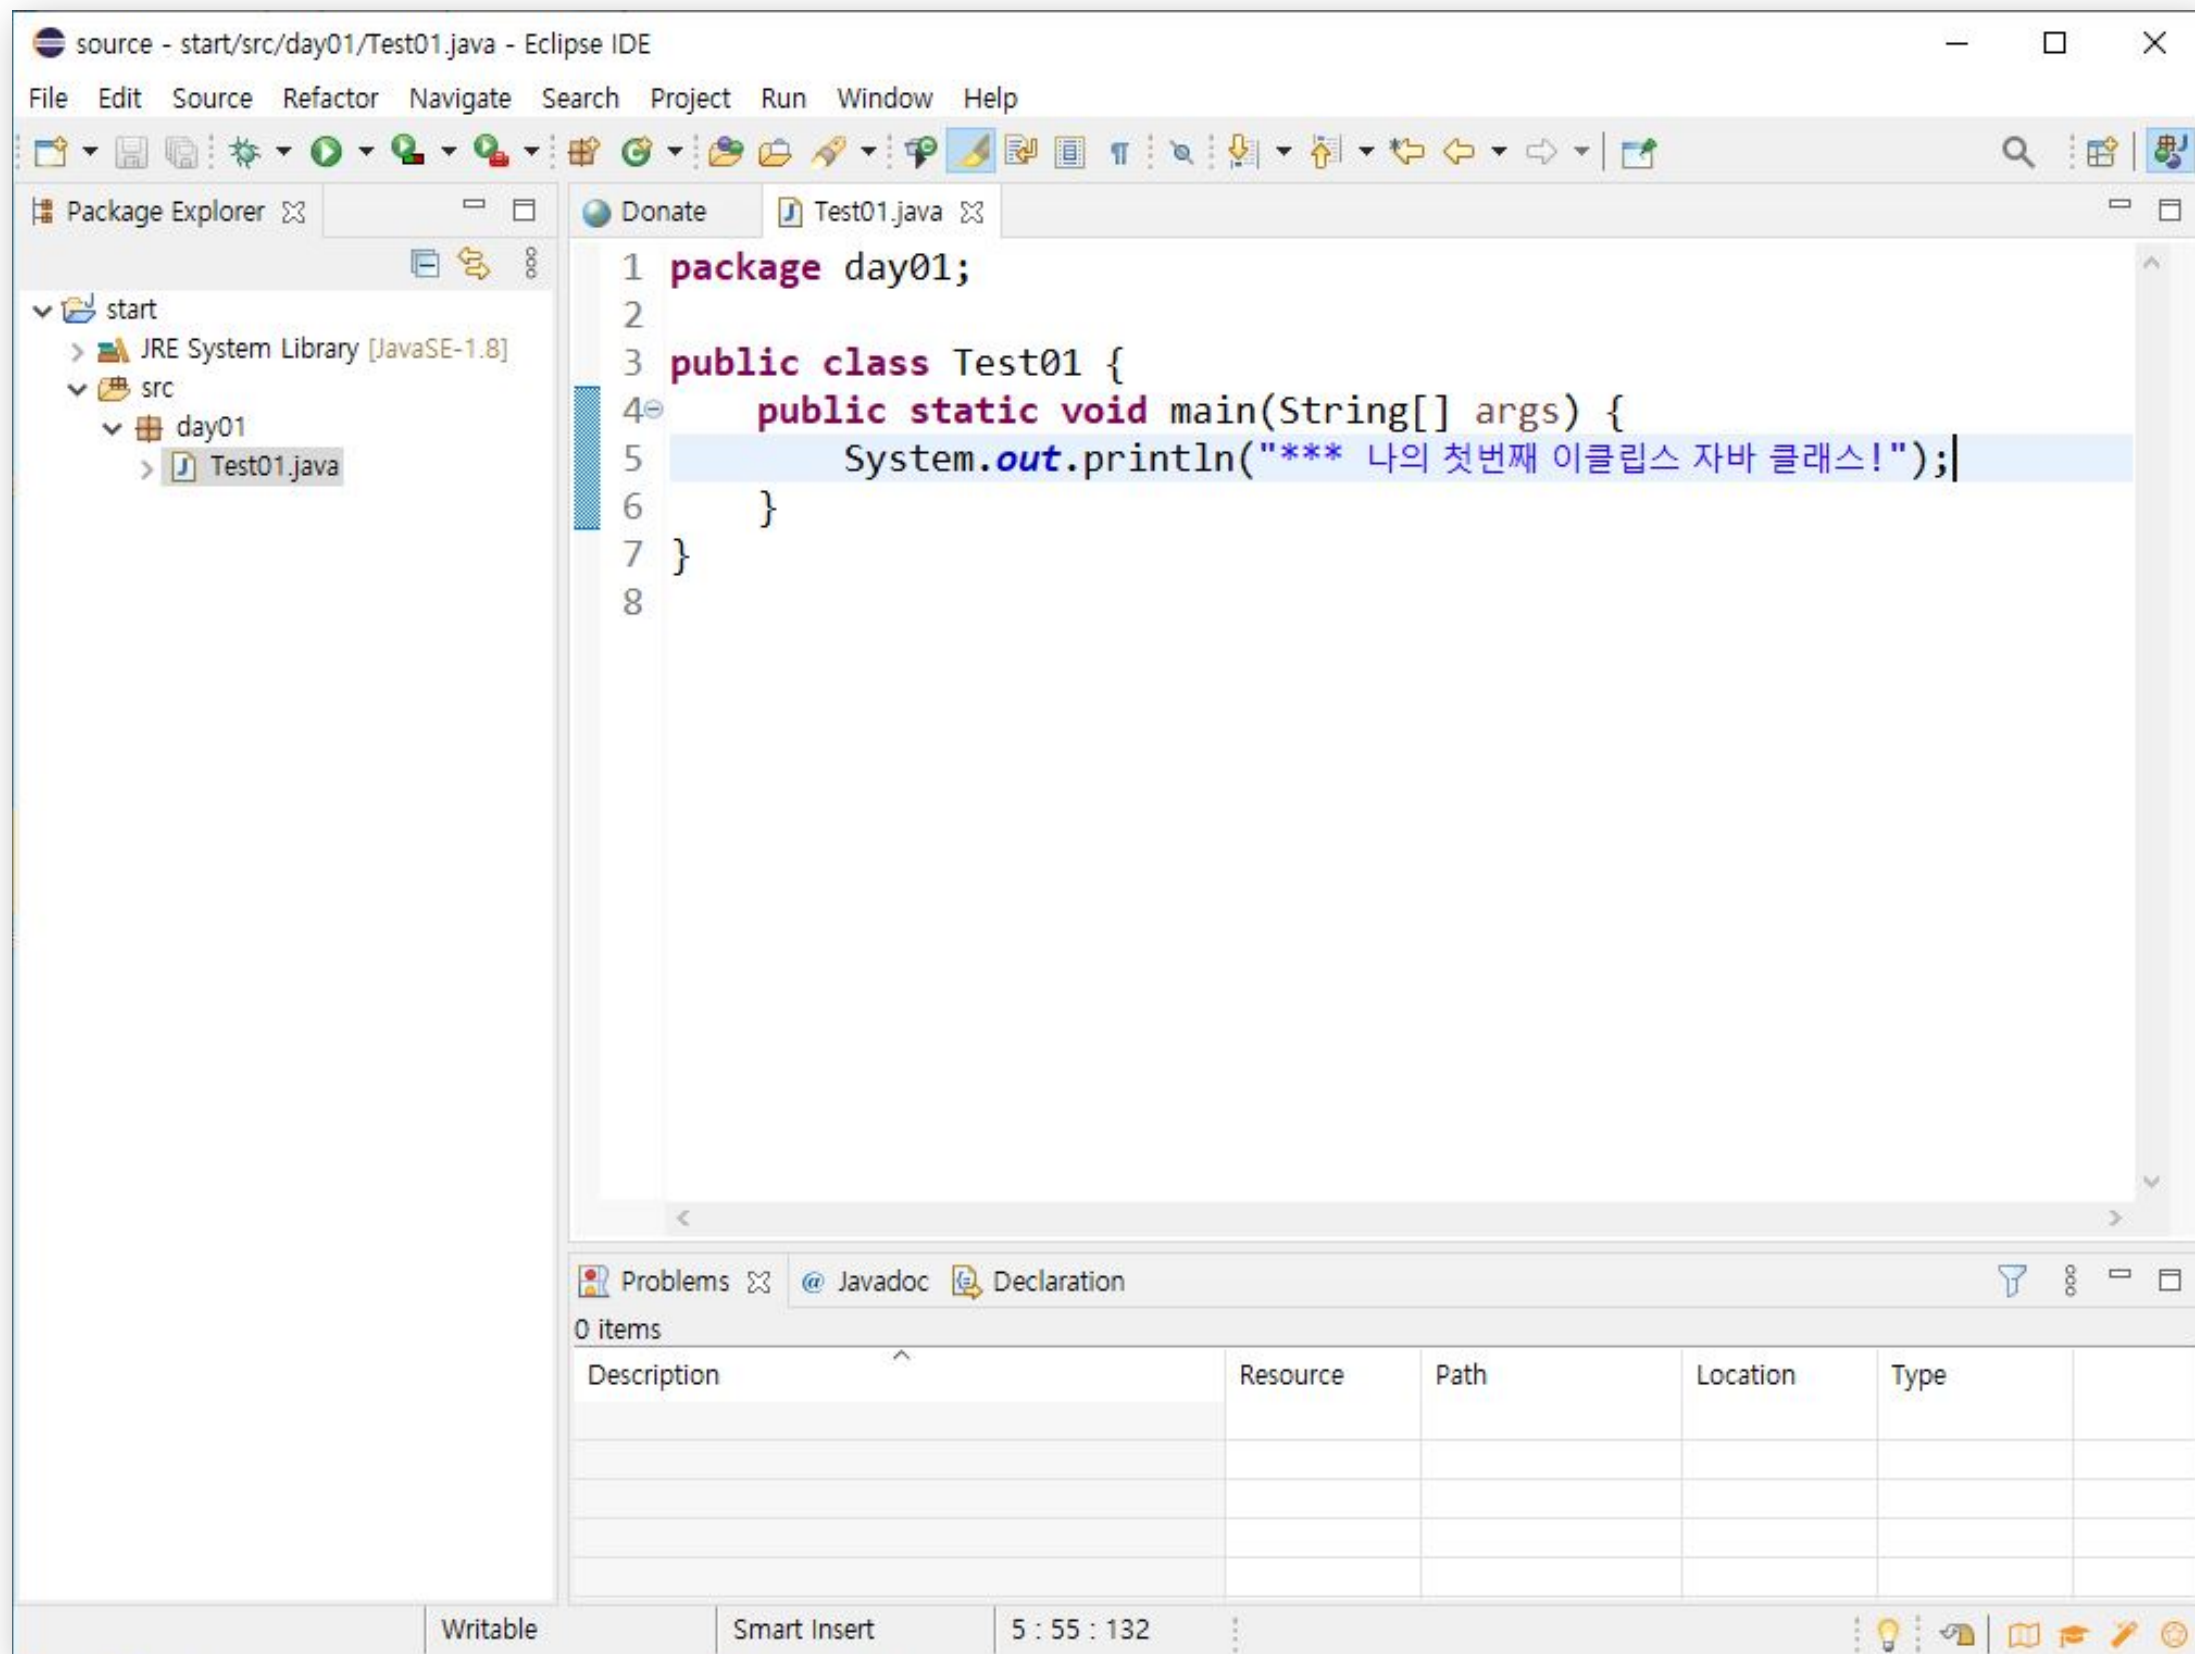 source - start/src/day01/Test01.java - Eclipse IDE
File Edit Source Refactor Navigate Search Project Run Window Help
Package Explorer
start
JRE System Library [JavaSE-1.8]
src
day01
Test01.java
Donate Test01.java
1 package day01;
2
3 public class Test01 {
4 public static void main(String[] args) {
5 System.out.println("*** 나의 첫번째 이클립스 자바 클래스!");
6 }
7 }
8
Problems @ Javadoc Declaration
0 items
Description Resource Path Location Type
Writable Smart Insert 5 : 55 : 132